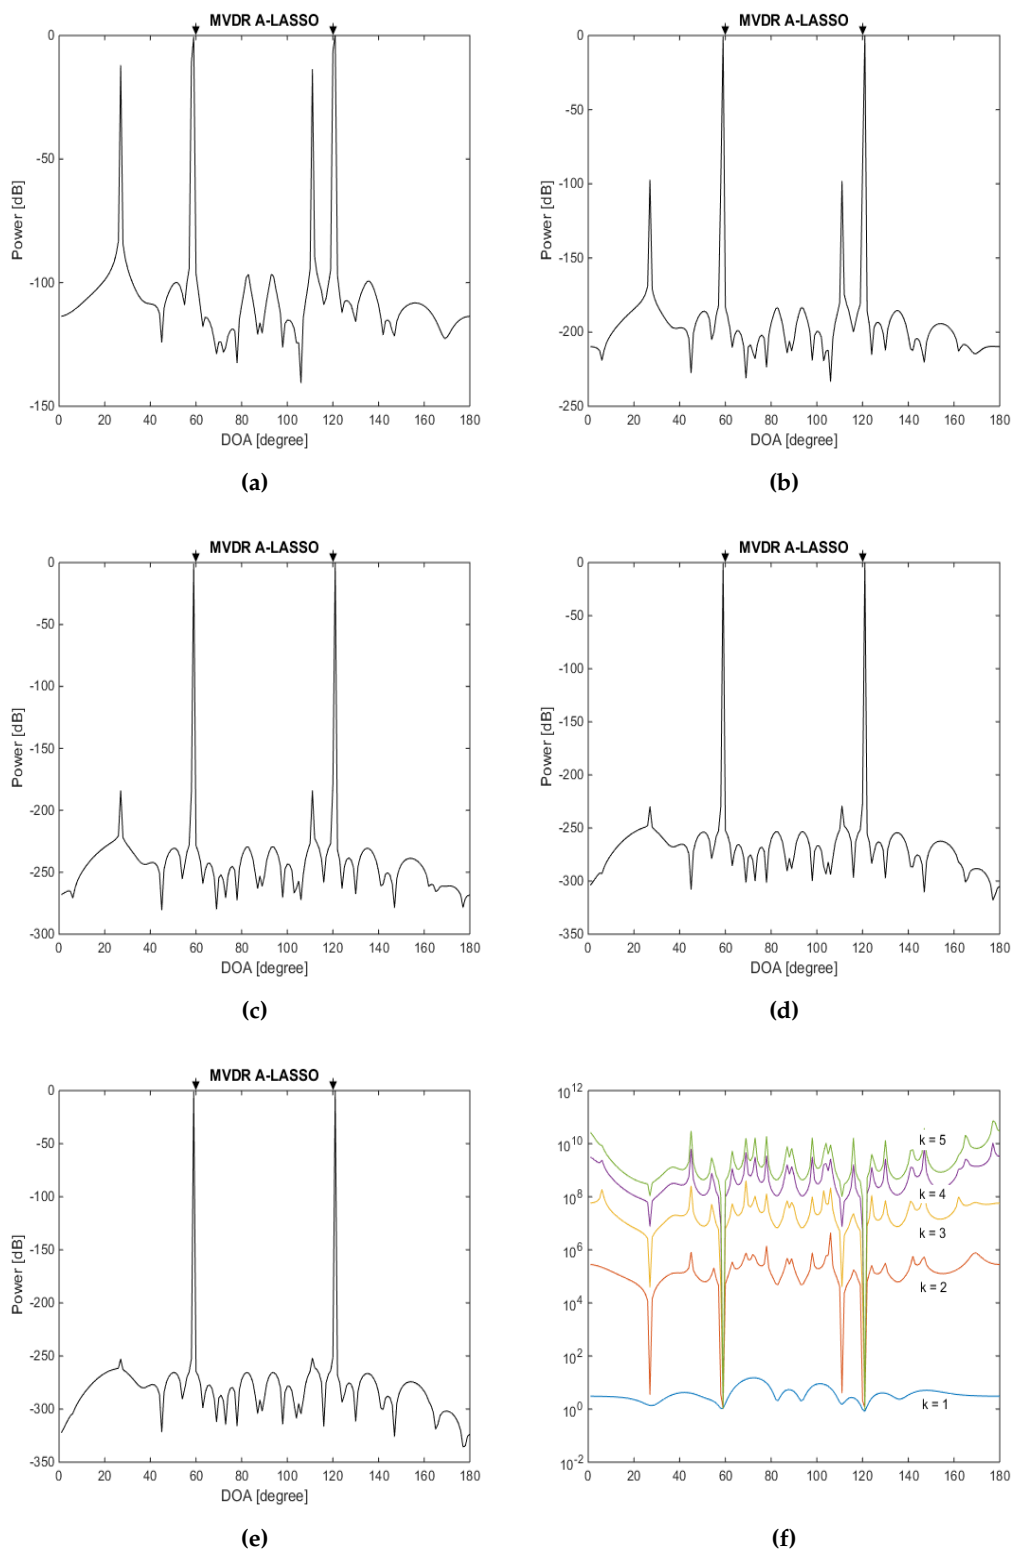 MVDR A-LASSO
0
-50
-100
-150
0 20 40 60 80 100 120 140 160 180
Power [dB]
DOA [degree]
(a)
MVDR A-LASSO
0
-50
-100
-150
-200
-250
0 20 40 60 80 100 120 140 160 180
Power [dB]
DOA [degree]
(b)
MVDR A-LASSO
0
-50
-100
-150
-200
-250
-300
0 20 40 60 80 100 120 140 160 180
Power [dB]
DOA [degree]
(c)
MVDR A-LASSO
0
-50
-100
-150
-200
-250
-300
-350
0 20 40 60 80 100 120 140 160 180
Power [dB]
DOA [degree]
(d)
MVDR A-LASSO
0
-50
-100
-150
-200
-250
-300
-350
0 20 40 60 80 100 120 140 160 180
Power [dB]
DOA [degree]
(e)
10^12
10^10
10^8
10^6
10^4
10^2
10^0
10^-2
k = 5
k = 4
k = 3
k = 2
k = 1
0 20 40 60 80 100 120 140 160 180
(f)